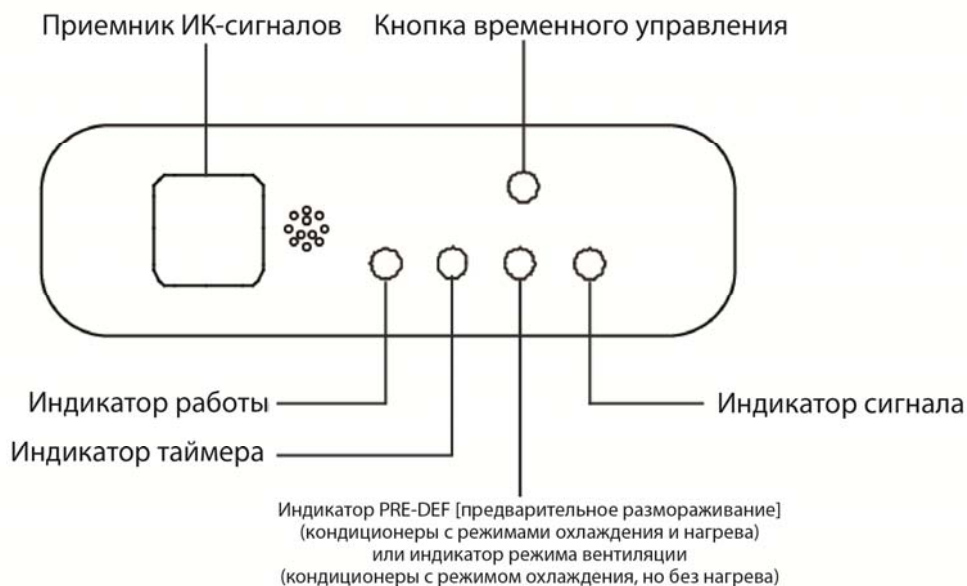 Приемник ИК-сигналов
Кнопка временного управления
Индикатор работы
Индикатор сигнала
Индикатор таймера
Индикатор PRE-DEF [предварительное размораживание]
(кондиционеры с режимами охлаждения и нагрева)
или индикатор режима вентиляции
(кондиционеры с режимом охлаждения, но без нагрева)